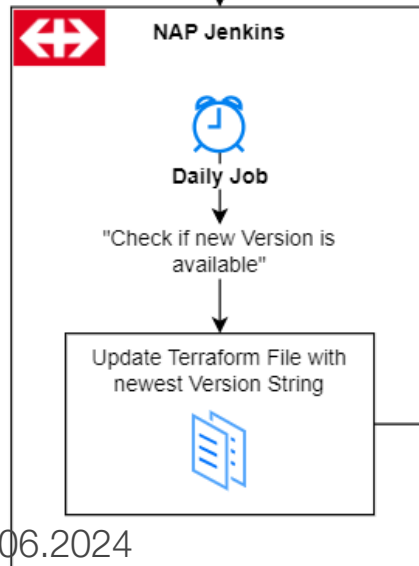 NAP Jenkins
Daily Job
"Check if new Version is
available"
Update Terraform File with
newest Version String
06.2024